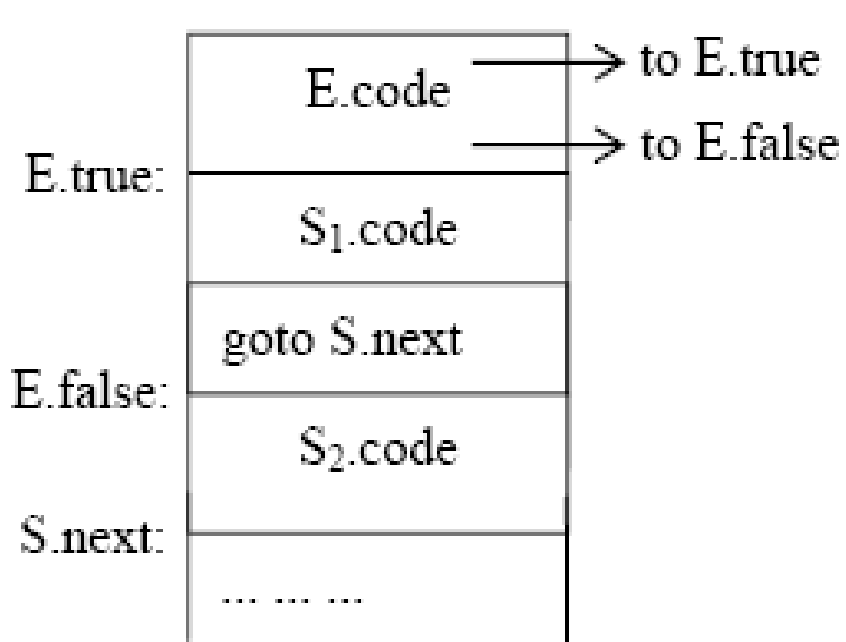 E.code
to E.true
to E.false
E.true:
S₁.code
goto S.next
E.false:
S₂.code
S.next:
... ... ...